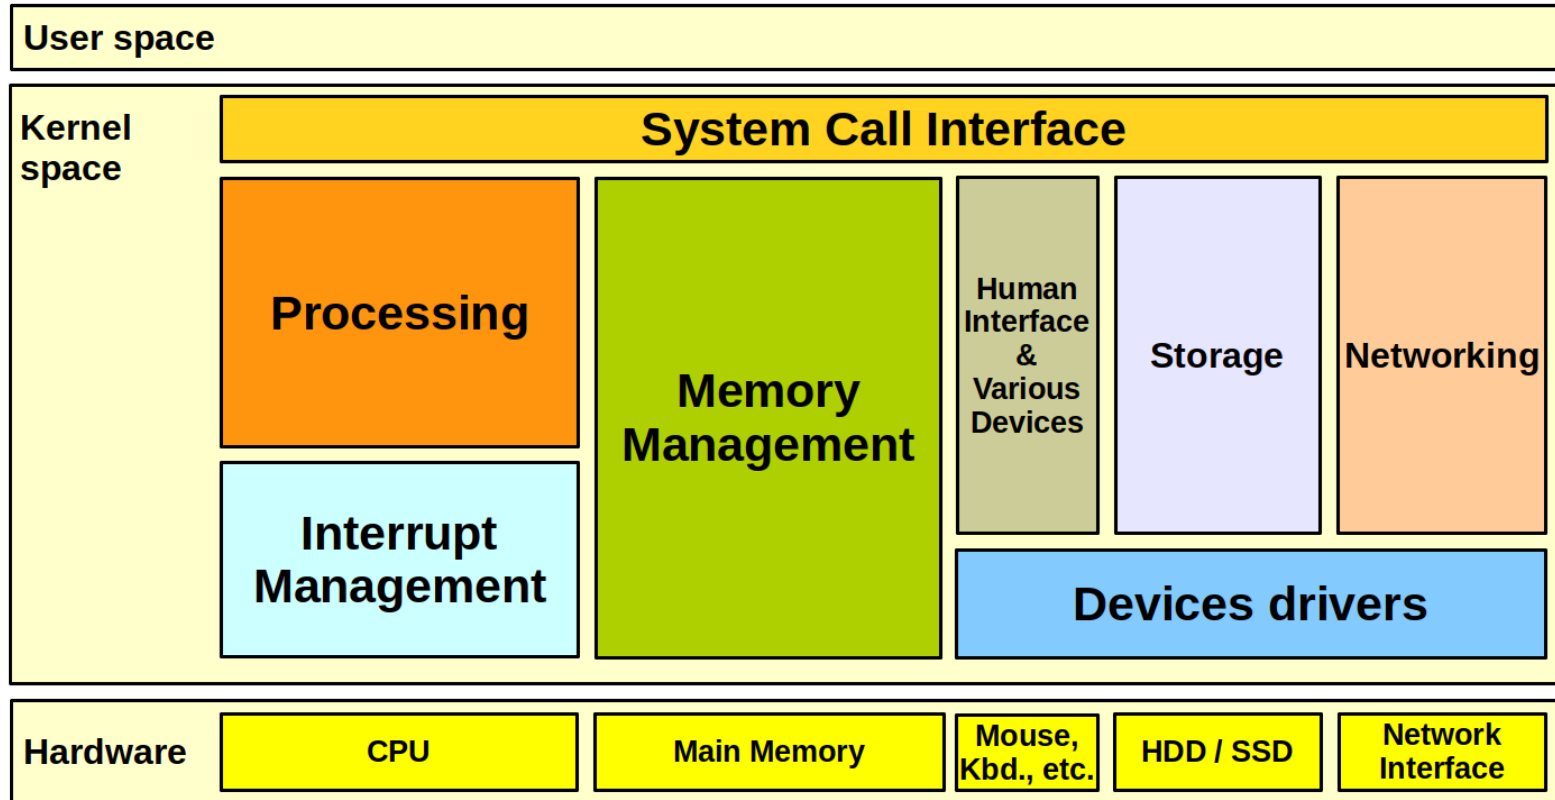 User space
Kernel
space
System Call Interface
Processing
Memory
Management
Human
Interface
&
Various
Devices
Storage
Networking
Interrupt
Management
Devices drivers
Hardware
CPU
Main Memory
Mouse,
Kbd., etc.
HDD / SSD
Network
Interface